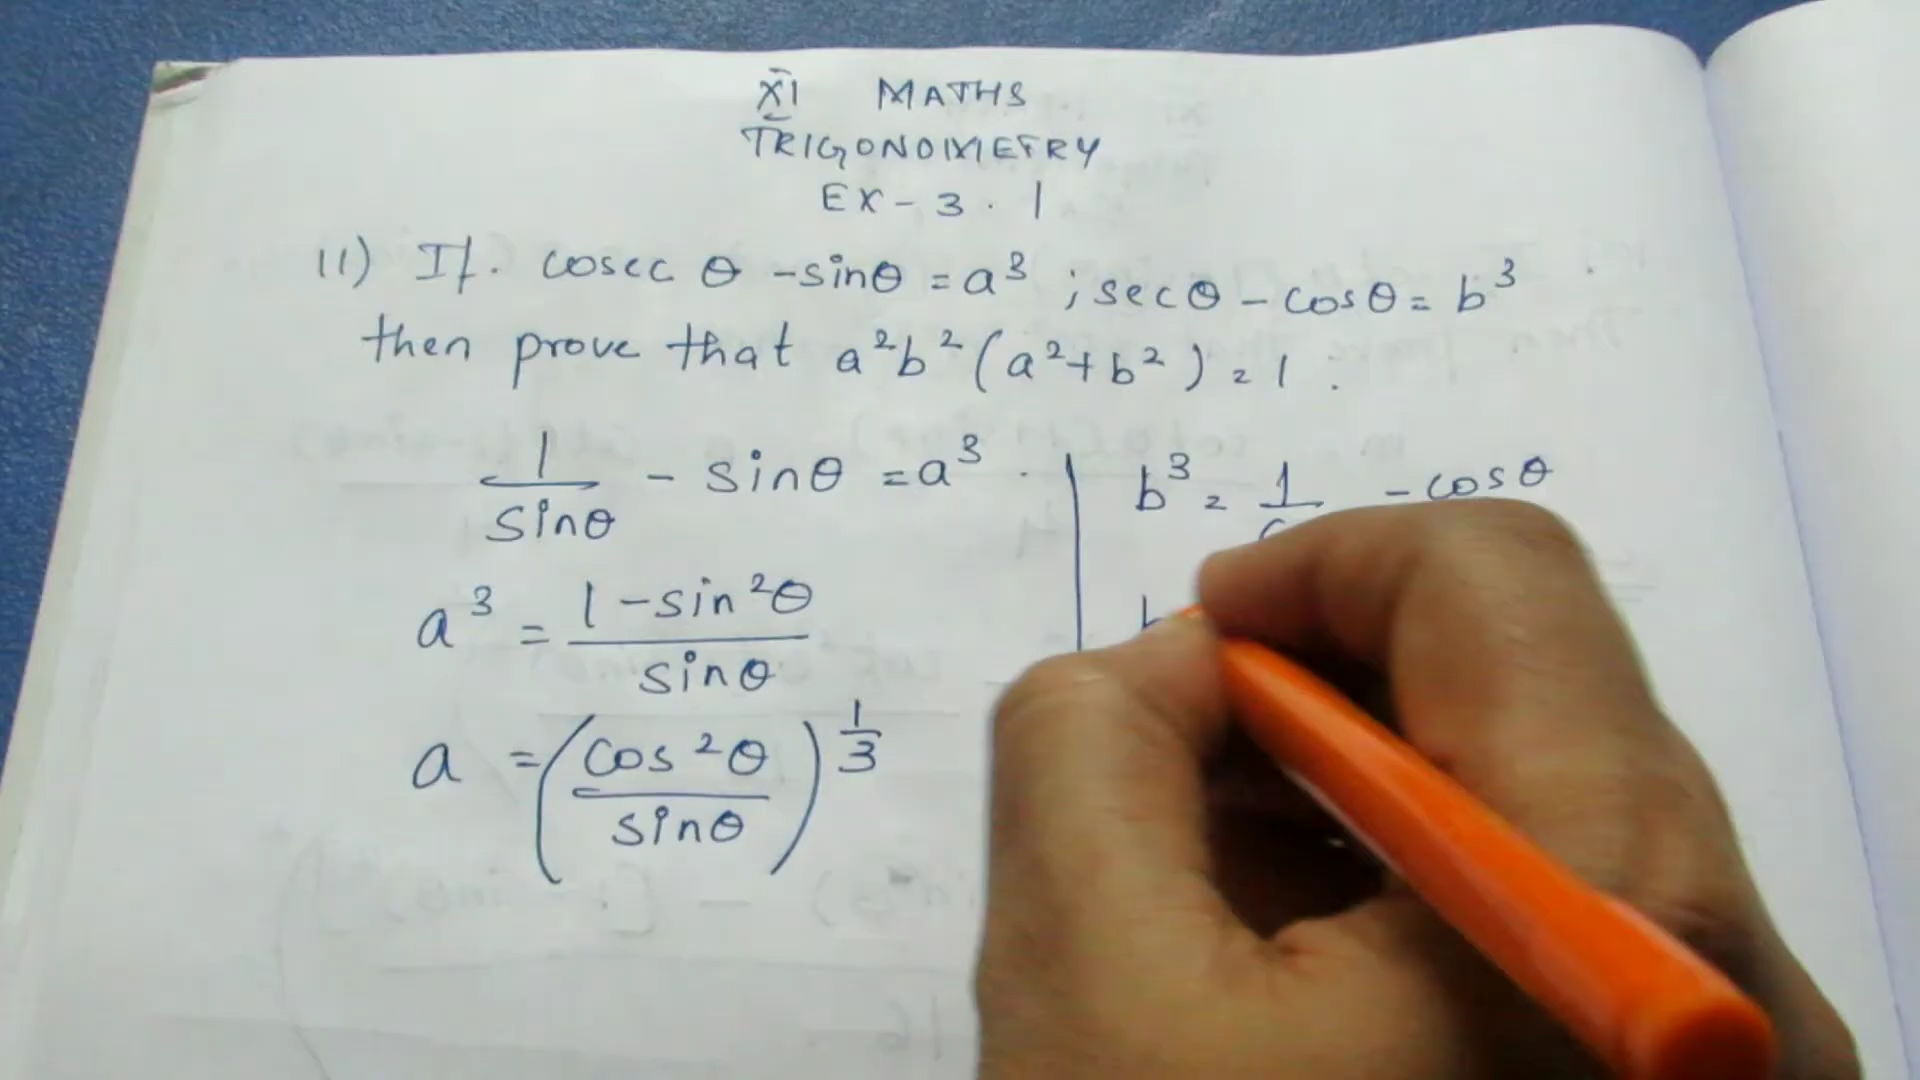 XI MATHS
TRIGONOMETRY
EX - 3.1
11) If. cosec θ - sinθ = a³ ; secθ - cosθ = b³
then prove that a²b²(a²+b²) = 1.
1/sinθ - sinθ = a³
a³ = 1 - sin²θ/sinθ
a = (cos²θ/sinθ)^1/3
b³ = 1/ - cosθ